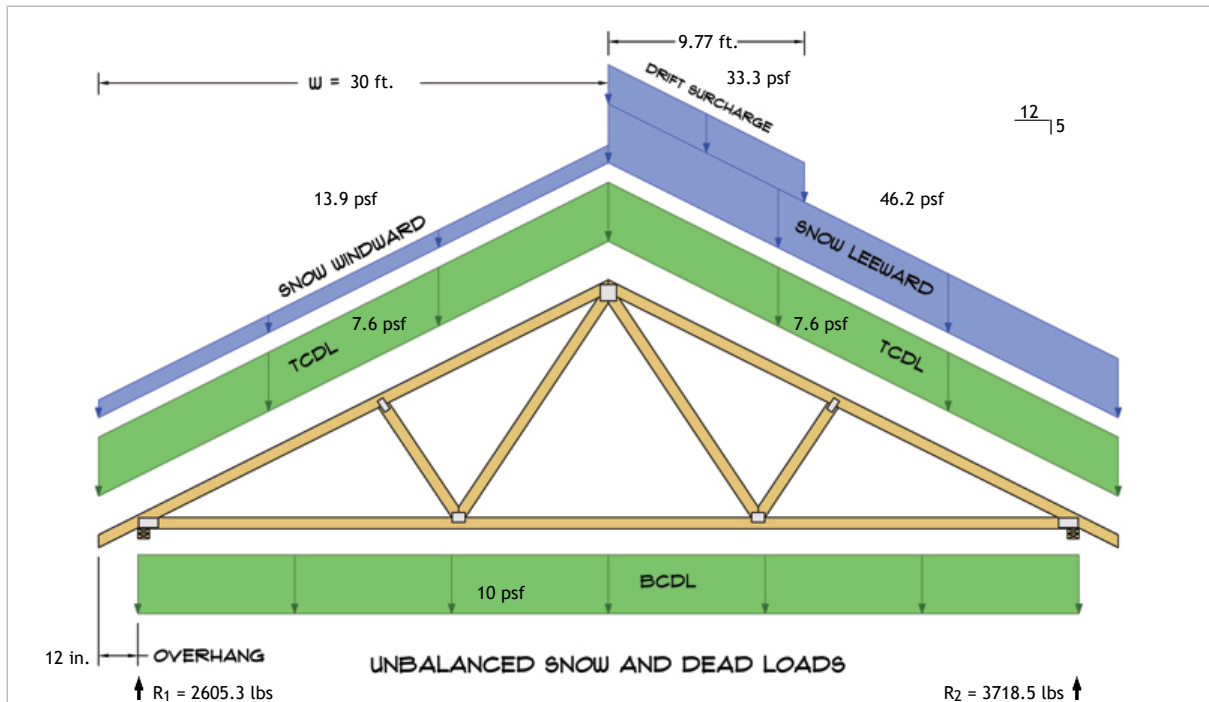 9.77 ft.
W = 30 ft.
DRIFT SURCHARGE
33.3 psf
12
5
13.9 psf
46.2 psf
SNOW WINDWARD
SNOW LEEWARD
7.6 psf
7.6 psf
TCDL
TCDL
10 psf
BCDL
12 in.
OVERHANG
UNBALANCED SNOW AND DEAD LOADS
R1 = 2605.3 lbs
R2 = 3718.5 lbs